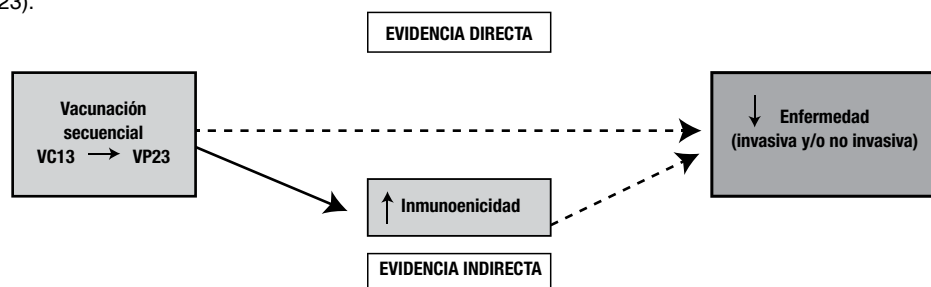 23).
EVIDENCIA DIRECTA
Vacunación
secuencial
VC13 → VP23
↓ Enfermedad
(invasiva y/o no invasiva)
↑ Inmunoenicidad
EVIDENCIA INDIRECTA